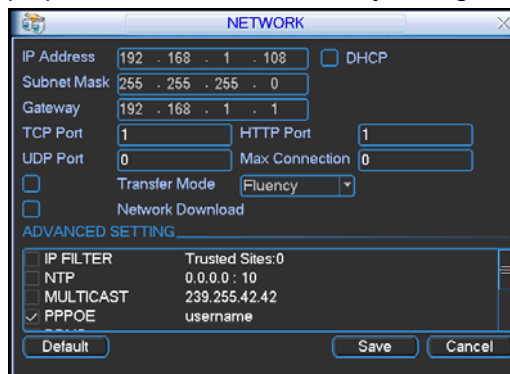 NETWORK
IP Address 192 . 168 . 1 . 108 DHCP
Subnet Mask 255 . 255 . 255 . 0
Gateway 192 . 168 . 1 . 1
TCP Port 1 HTTP Port 1
UDP Port 0 Max Connection 0
Transfer Mode Fluency
Network Download
ADVANCED SETTING
IP FILTER Trusted Sites:0
NTP 0.0.0.0 : 10
MULTICAST 239.255.42.42
PPPOE username
Default Save Cancel